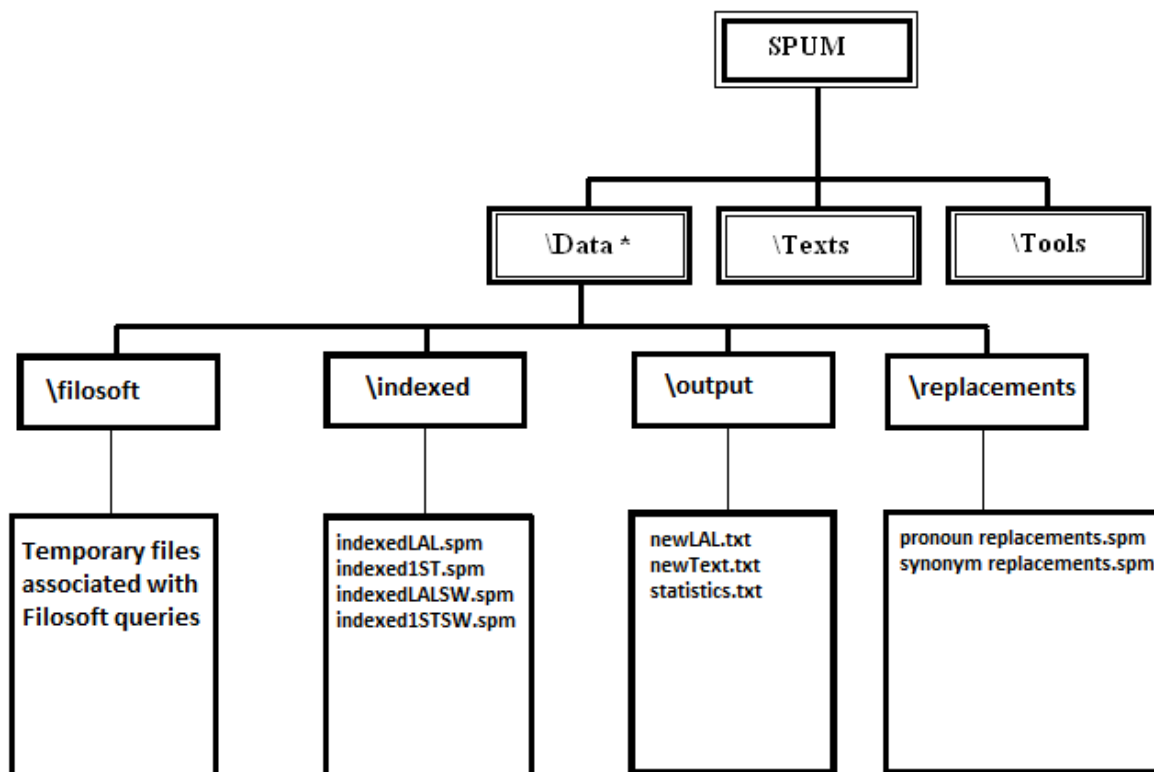 SPUM
\Data *
\Texts
\Tools
\filosoft
\indexed
\output
\replacements
Temporary files
associated with
Filosoft queries
indexedLAL.spm
indexed1ST.spm
indexedLALSW.spm
indexed1STSW.spm
newLAL.txt
newText.txt
statistics.txt
pronoun replacements.spm
synonym replacements.spm